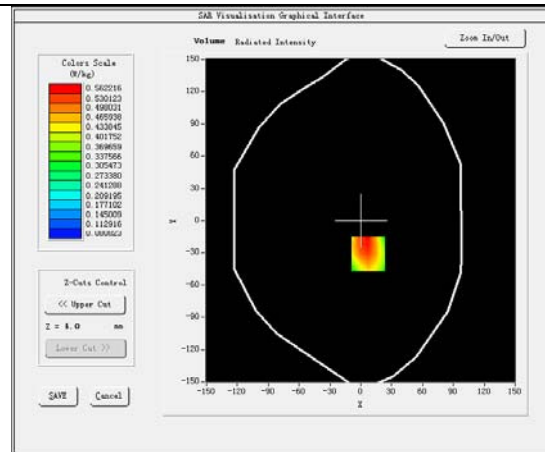 SAR Visualisation Graphical Interface
Volume Radiated Intensity
Zoom In/Out
Colors Scale
(W/kg)
0.562216
0.530123
0.498031
0.465938
0.433845
0.401752
0.369659
0.337566
0.305473
0.273380
0.241288
0.209195
0.177102
0.145009
0.112916
0.080823
Z-Cuts Control
<< Upper Cut
Z = 4.0 mm
Lower Cut >>
SAVE Cancel
150
120
90
60
30
0
-30
-60
-90
-120
-150
Y
-150 -120 -90 -60 -30 0 30 60 90 120 150
X